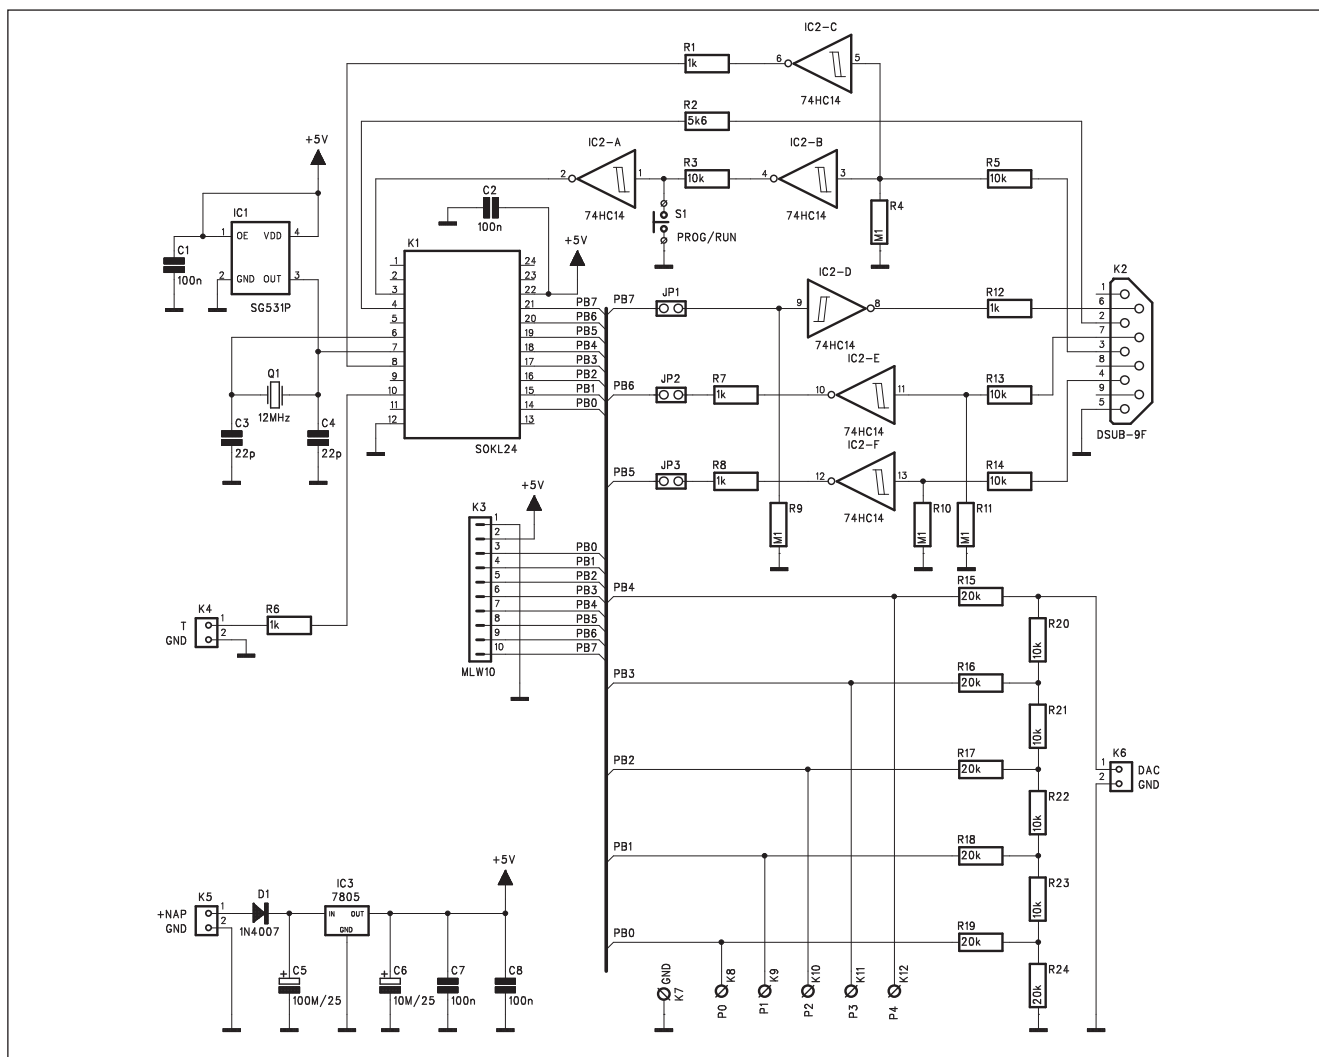 IC2-C
R1
1k
6
5
74HC14
R2
5k6
+5V
IC2-A
IC2-B
2
1
R3
10k
4
3
R5
10k
74HC14
74HC14
C2
100n
S1
PROG/RUN
R4
M1
IC1
1 OE VDD 4
2 GND OUT 3
SG531P
C1
100n
K1
+5V
1
2
3
4
5
6
7
8
9
10
11
12
24
23
22
21 PB7
20 PB6
19 PB5
18 PB4
17 PB3
16 PB2
15 PB1
14 PB0
13
SOKL24
Q1
12MHz
C3
22p
C4
22p
PB7
JP1
9
IC2-D
8
74HC14
R12
1k
K2
1
6
2
7
3
8
4
9
5
DSUB-9F
PB6
JP2
R7
1k
10
IC2-E
11
74HC14
R13
10k
PB5
JP3
R8
1k
12
IC2-F
13
74HC14
R14
10k
R9
M1
R10
M1
R11
M1
+5V
K3
1
2
3 PB0
4 PB1
5 PB2
6 PB3
7 PB4
8 PB5
9 PB6
10 PB7
MLW10
K4
T 1
GND 2
R6
1k
PB4
R15
20k
R20
10k
PB3
R16
20k
R21
10k
PB2
R17
20k
R22
10k
K6
1 DAC
2 GND
PB1
R18
20k
R23
10k
PB0
R19
20k
R24
20k
K5
+NAP 1
GND 2
D1
1N4007
IC3
7805
IN OUT
GND
+5V
+ C5
100M/25
+ C6
10M/25
C7
100n
C8
100n
GND
K7
K8
P0
K9
P1
K10
P2
K11
P3
K12
P4